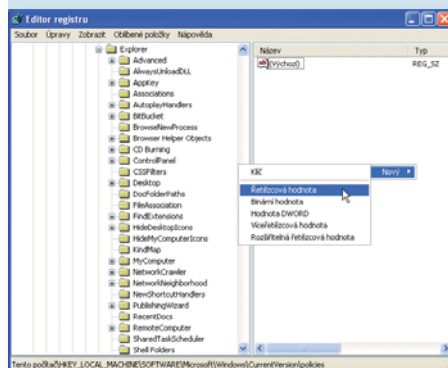 Editor registru
Soubor Úpravy Zobrazit Oblíbené položky Nápověda
Explorer
Advanced
AlwaysUnloadDLL
AppKey
Associations
AutoplayHandlers
BitBucket
BrowseNewProcess
Browser Helper Objects
CD Burning
ControlPanel
CSSFilters
Desktop
DocFolderPaths
FileAssociation
FindExtensions
HideDesktopIcons
HideMyComputerIcons
KindMap
MyComputer
NetworkCrawler
NetworkNeighborhood
NewShortcutHandlers
PublishingWizard
RecentDocs
RemoteComputer
SharedTaskScheduler
Shell Folders
Název Typ
ab (Výchozí) REG_SZ
Nový
Klíč
Řetězcová hodnota
Binární hodnota
Hodnota DWORD
Víceřetězcová hodnota
Rozšiřitelná řetězcová hodnota
Tento počítač\HKEY_LOCAL_MACHINE\SOFTWARE\Microsoft\Windows\CurrentVersion\policies